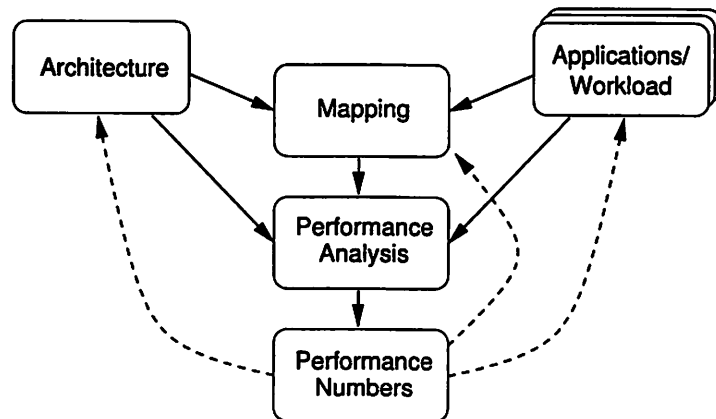 Architecture
Applications/
Workload
Mapping
Performance
Analysis
Performance
Numbers